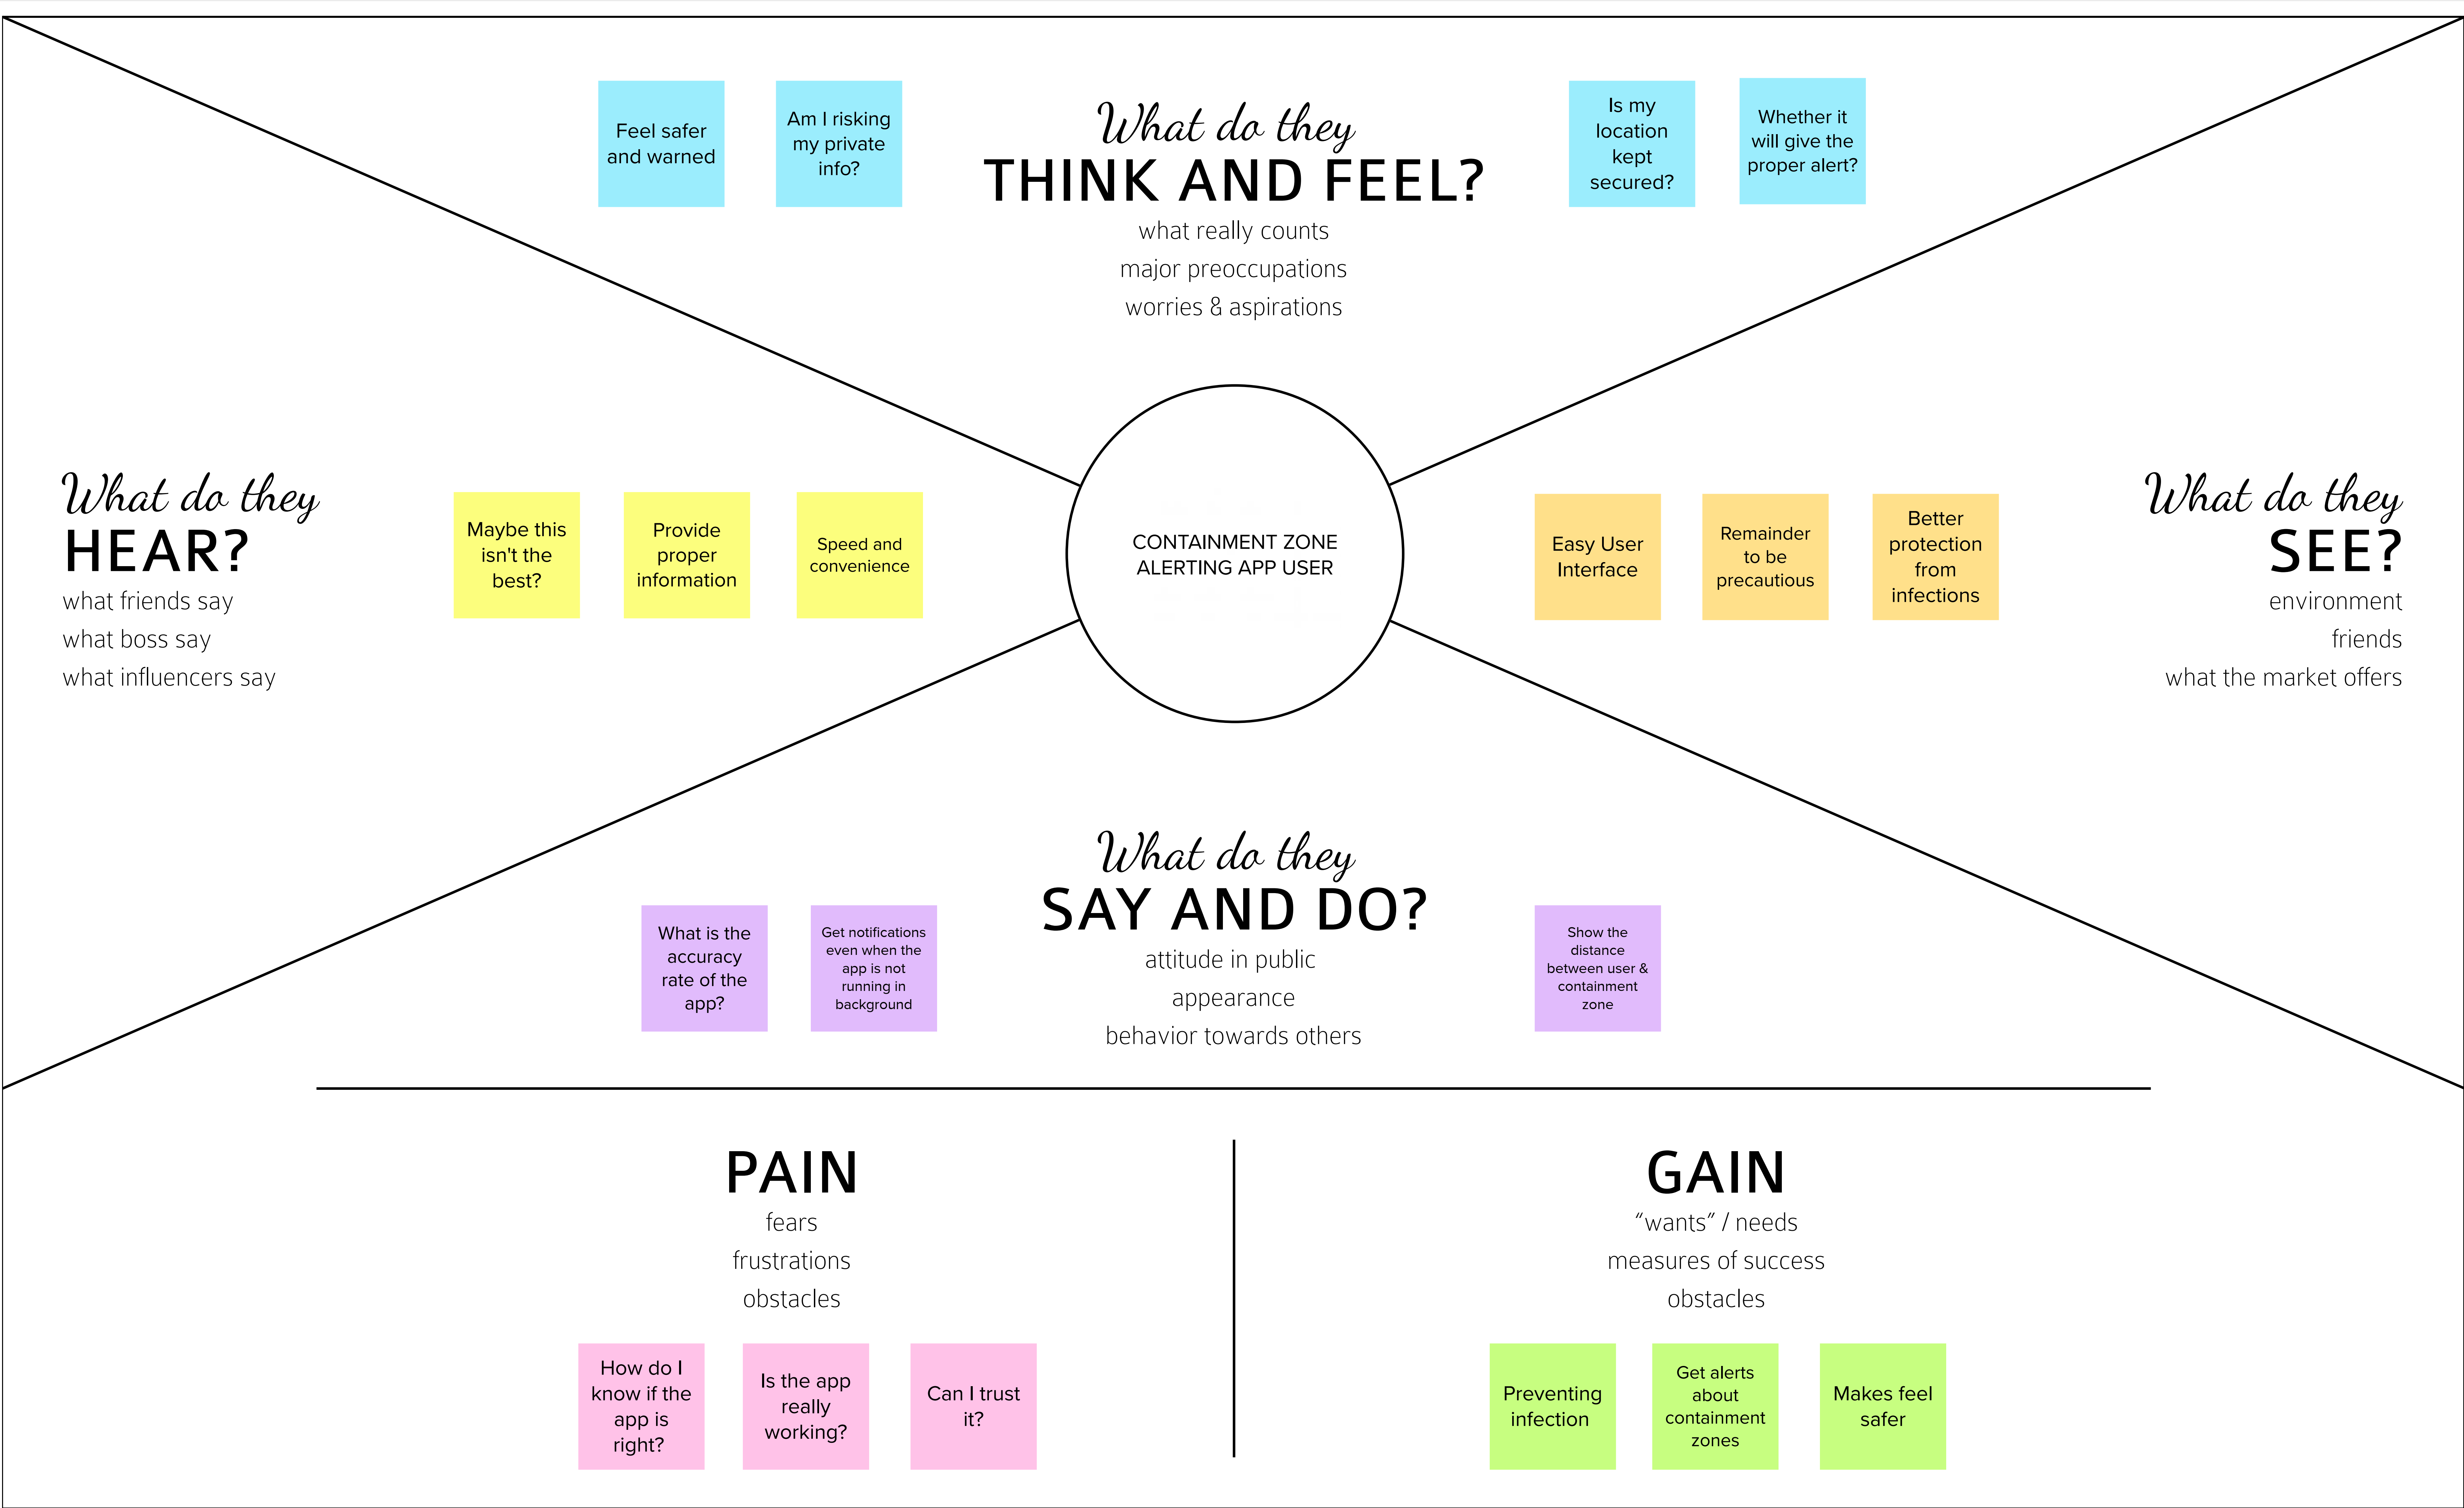 Feel safer
and warned
Am I risking
my private
info?
What do they
THINK AND FEEL?
what really counts
major preoccupations
worries & aspirations
Is my
location
kept
secured?
Whether it
will give the
proper alert?
What do they
HEAR?
what friends say
what boss say
what influencers say
Maybe this
isn't the
best?
Provide
proper
information
Speed and
convenience
CONTAINMENT ZONE
ALERTING APP USER
Easy User
Interface
Remainder
to be
precautious
Better
protection
from
infections
What do they
SEE?
environment
friends
what the market offers
What do they
SAY AND DO?
attitude in public
appearance
behavior towards others
What is the
accuracy
rate of the
app?
Get notifications
even when the
app is not
running in
background
Show the
distance
between user &
containment
zone
PAIN
fears
frustrations
obstacles
How do I
know if the
app is
right?
Is the app
really
working?
Can I trust
it?
GAIN
“wants” / needs
measures of success
obstacles
Preventing
infection
Get alerts
about
containment
zones
Makes feel
safer